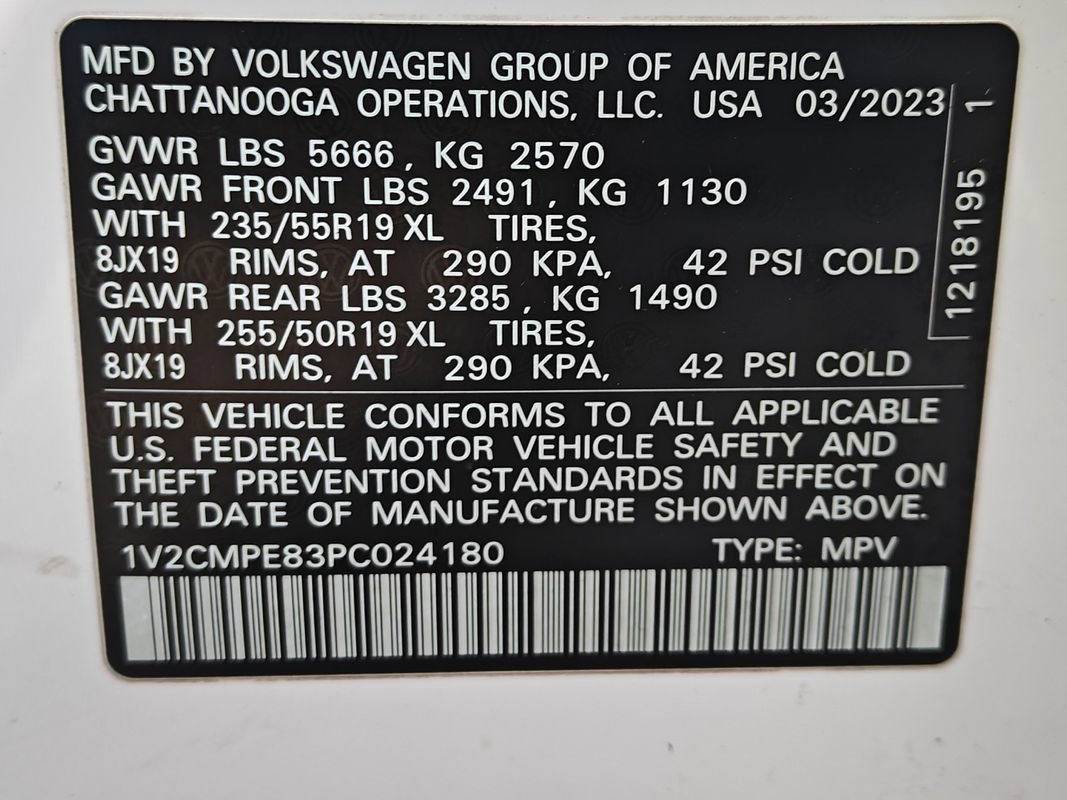 MFD BY VOLKSWAGEN GROUP OF AMERICA
CHATTANOOGA OPERATIONS, LLC. USA 03/2023
GVWR LBS 5666, KG 2570
GAWR FRONT LBS 2491, KG 1130
WITH 235/55R19 XL TIRES,
8JX19 RIMS, AT 290 KPA, 42 PSI COLD
GAWR REAR LBS 3285, KG 1490
WITH 255/50R19 XL TIRES,
8JX19 RIMS, AT 290 KPA, 42 PSI COLD
1218195 1
THIS VEHICLE CONFORMS TO ALL APPLICABLE
U.S. FEDERAL MOTOR VEHICLE SAFETY AND
THEFT PREVENTION STANDARDS IN EFFECT ON
THE DATE OF MANUFACTURE SHOWN ABOVE.
1V2CMPE83PC024180 TYPE: MPV